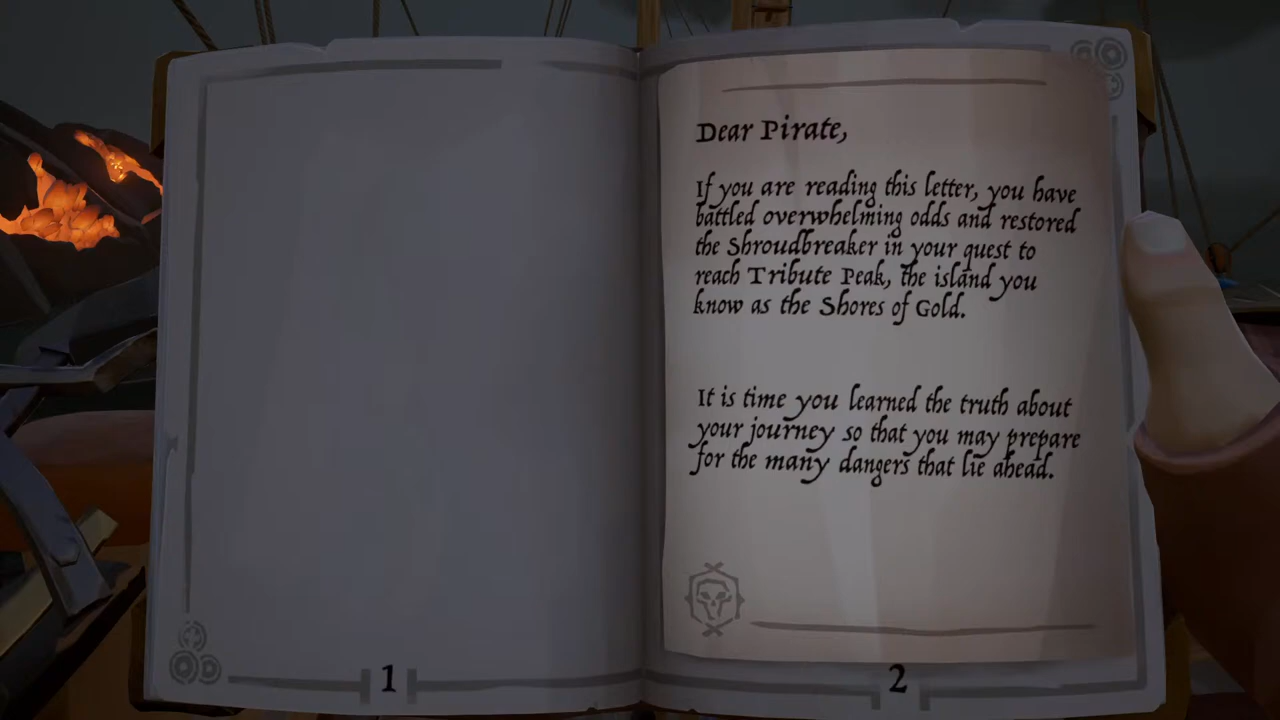 Dear Pirate,
If you are reading this letter, you have
battled overwhelming odds and restored
the Shroudbreaker in your quest to
reach Tribute Peak, the island you
know as the Shores of Gold.
It is time you learned the truth about
your journey so that you may prepare
for the many dangers that lie ahead.
1
2